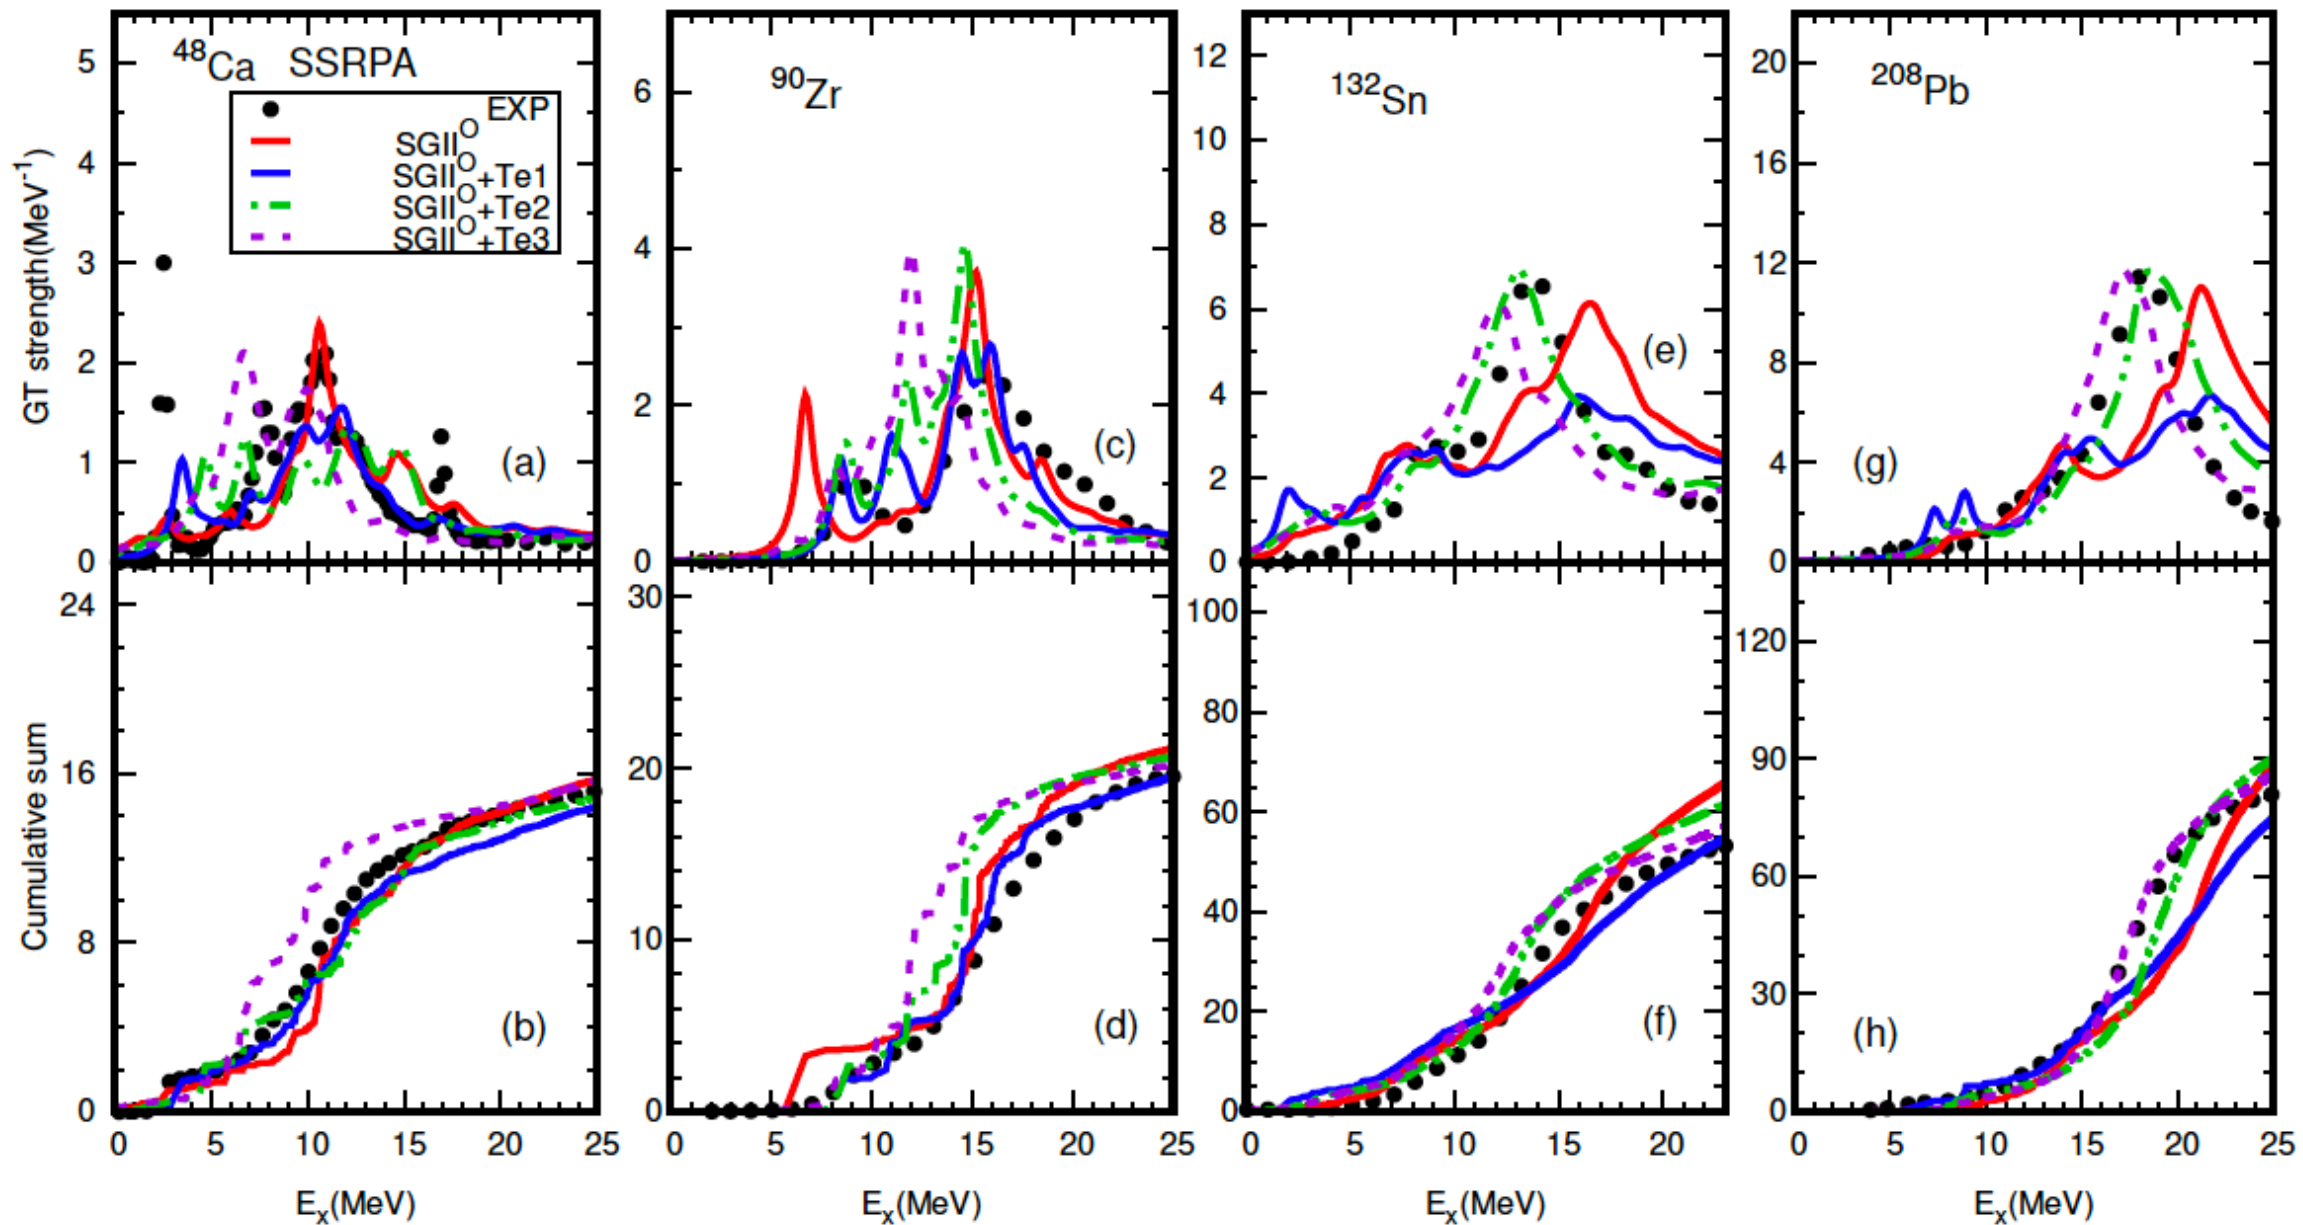 48Ca SSRPA
EXP
SGII^O
SGII^O+Te1
SGII^O+Te2
SGII^O+Te3
GT strength(MeV^-1)
5
4
3
2
1
0
(a)
90Zr
6
4
2
0
(c)
132Sn
12
10
8
6
4
2
0
(e)
208Pb
20
16
12
8
4
0
(g)
Cumulative sum
24
16
8
0
(b)
30
20
10
0
(d)
100
80
60
40
20
0
(f)
120
90
60
30
0
(h)
0 5 10 15 20 25
0 5 10 15 20 25
0 5 10 15 20
0 5 10 15 20 25
E_x(MeV)
E_x(MeV)
E_x(MeV)
E_x(MeV)